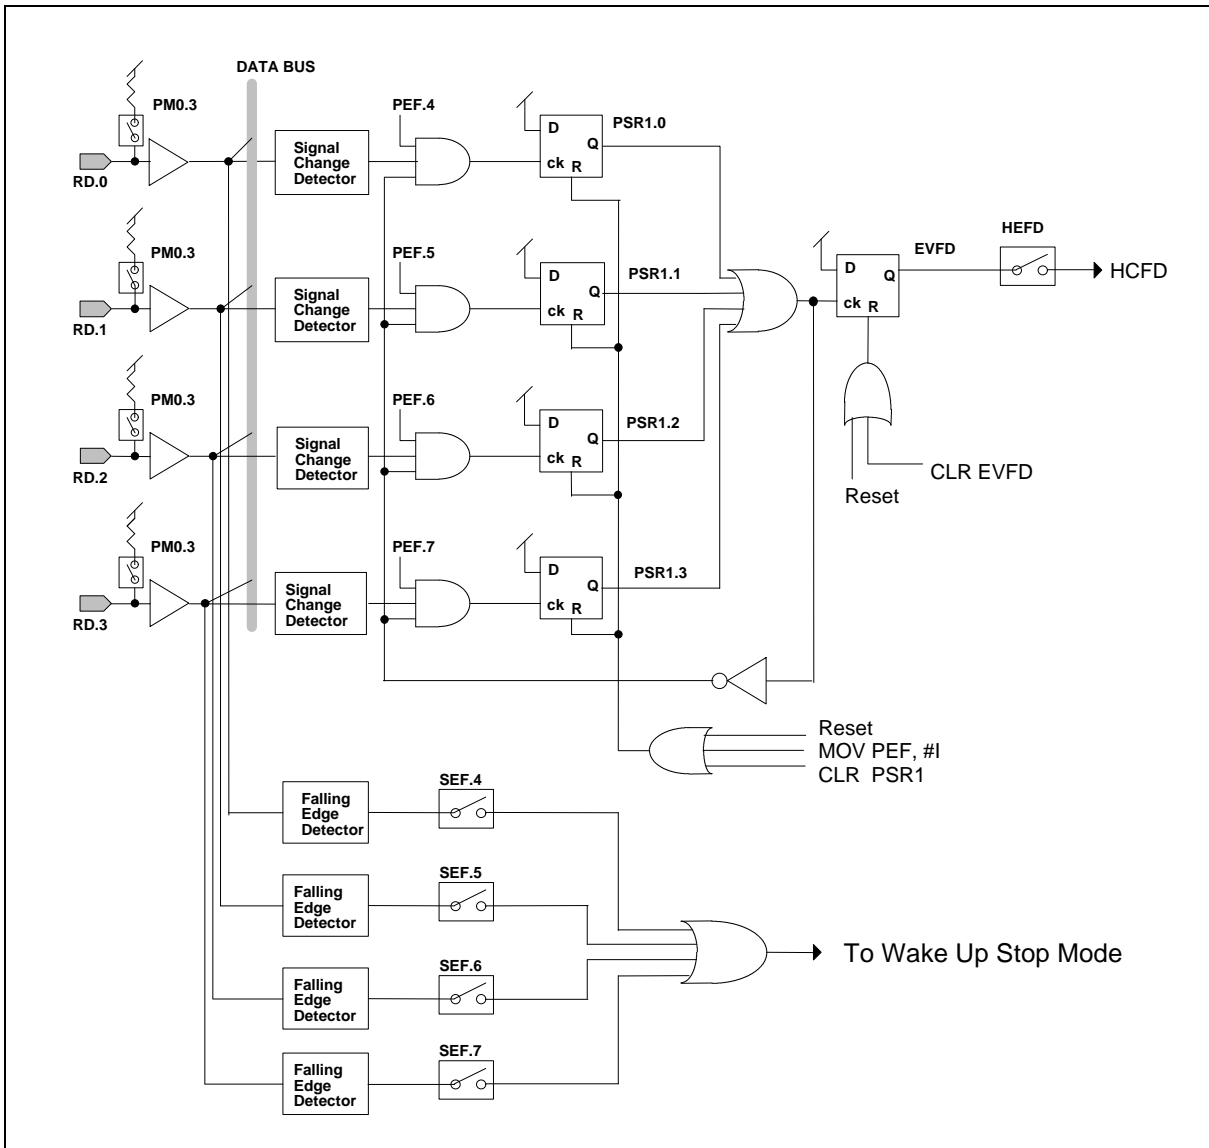 DATA BUS
PM0.3
PEF.4
PSR1.0
D
Q
ck
R
Signal
Change
Detector
RD.0
PM0.3
PEF.5
PSR1.1
D
Q
ck
R
Signal
Change
Detector
RD.1
HEFD
EVFD
D
Q
ck
R
HCFD
PM0.3
PEF.6
PSR1.2
D
Q
ck
R
Signal
Change
Detector
RD.2
CLR EVFD
Reset
PM0.3
PEF.7
PSR1.3
D
Q
ck
R
Signal
Change
Detector
RD.3
Reset
MOV PEF, #I
CLR PSR1
SEF.4
Falling
Edge
Detector
SEF.5
Falling
Edge
Detector
SEF.6
Falling
Edge
Detector
SEF.7
Falling
Edge
Detector
To Wake Up Stop Mode